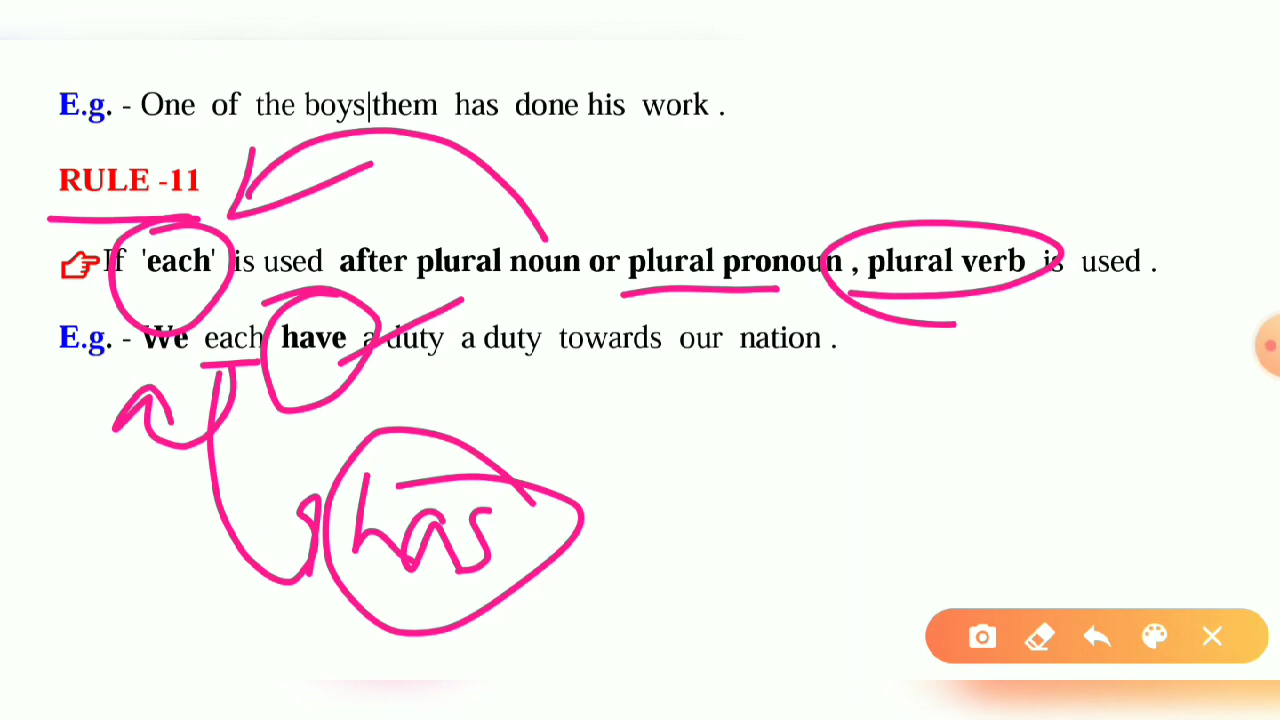 E.g. - One of the boys|them has done his work .
RULE -11
If 'each' is used after plural noun or plural pronoun , plural verb is used .
E.g. - We each have a duty a duty towards our nation .
has